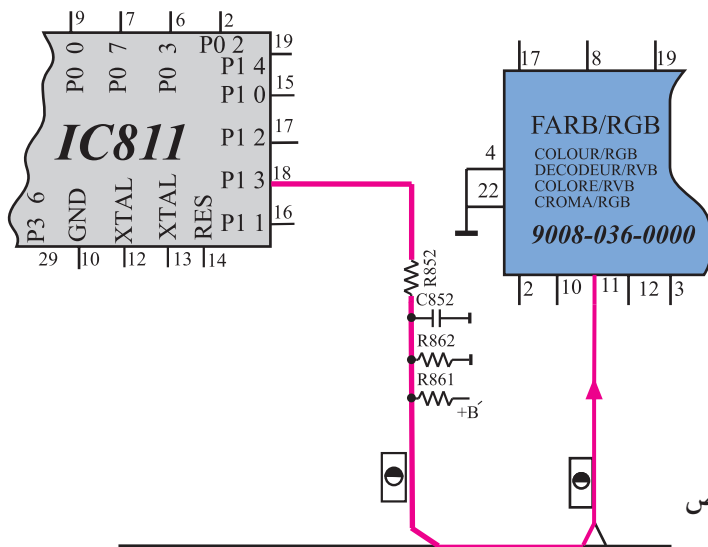 9
7
6
2
P0 0
P0 7
P0 3
P0 2
19
P1 4
15
P1 0
17
P1 2
18
P1 3
16
P1 1
IC811
P3 6
GND
XTAL
XTAL
RES
29
10
12
13
14
R852
C852
R862
R861
+B´
17
8
19
4
22
FARB/RGB
COLOUR/RGB
DECODEUR/RVB
COLORE/RVB
CROMA/RGB
9008-036-0000
2
10
11
12
3